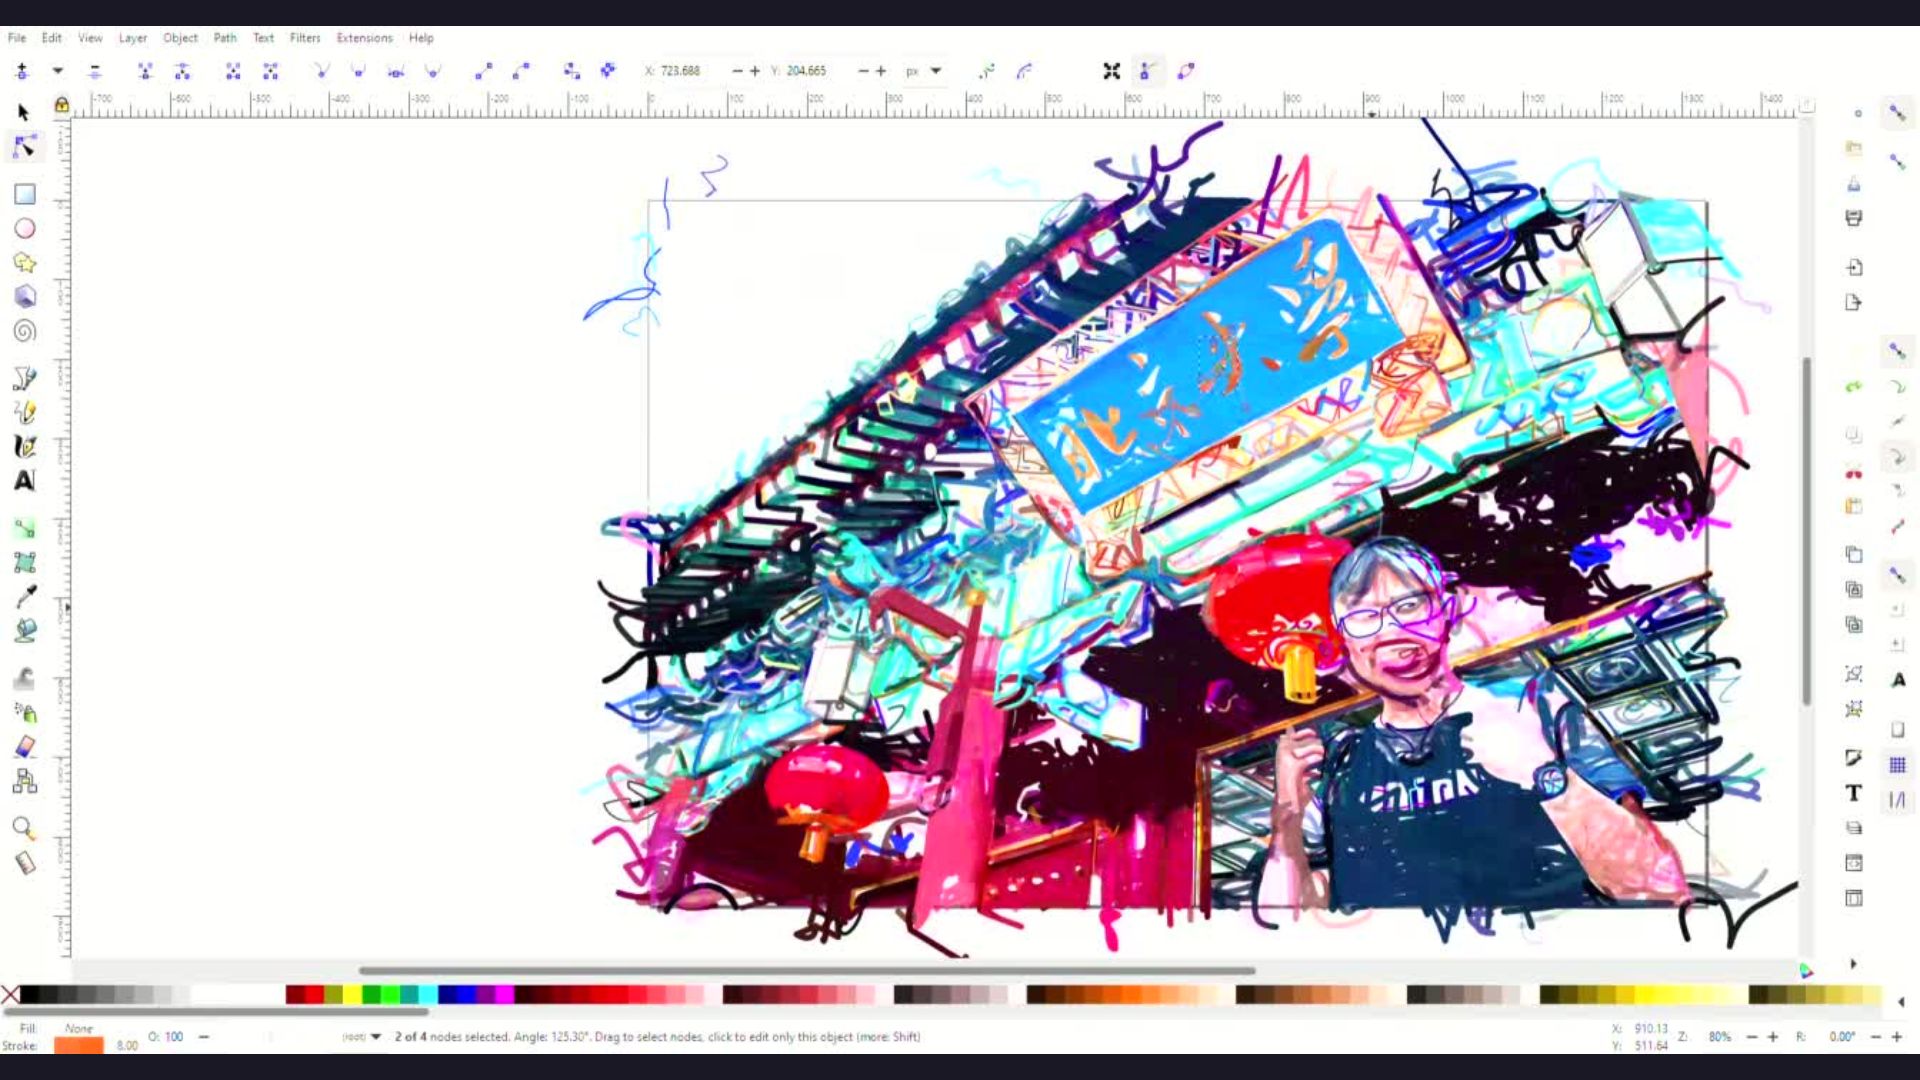 File Edit View Layer Object Path Text Filters Extensions Help
X: 723.688 Y: 204.665 px
-700 -600 -500 -400 -300 -200 -100 0 100 200 300 400 500 600 700 800 900 1000 1100 1200 1300 1400
Fill: None O: 100 (root) 2 of 4 nodes selected. Angle: 125.30°. Drag to select nodes, click to edit only this object (more: Shift) X: 910.13 Z: 80% R: 0.00°
Stroke: 8.00 Y: 511.64